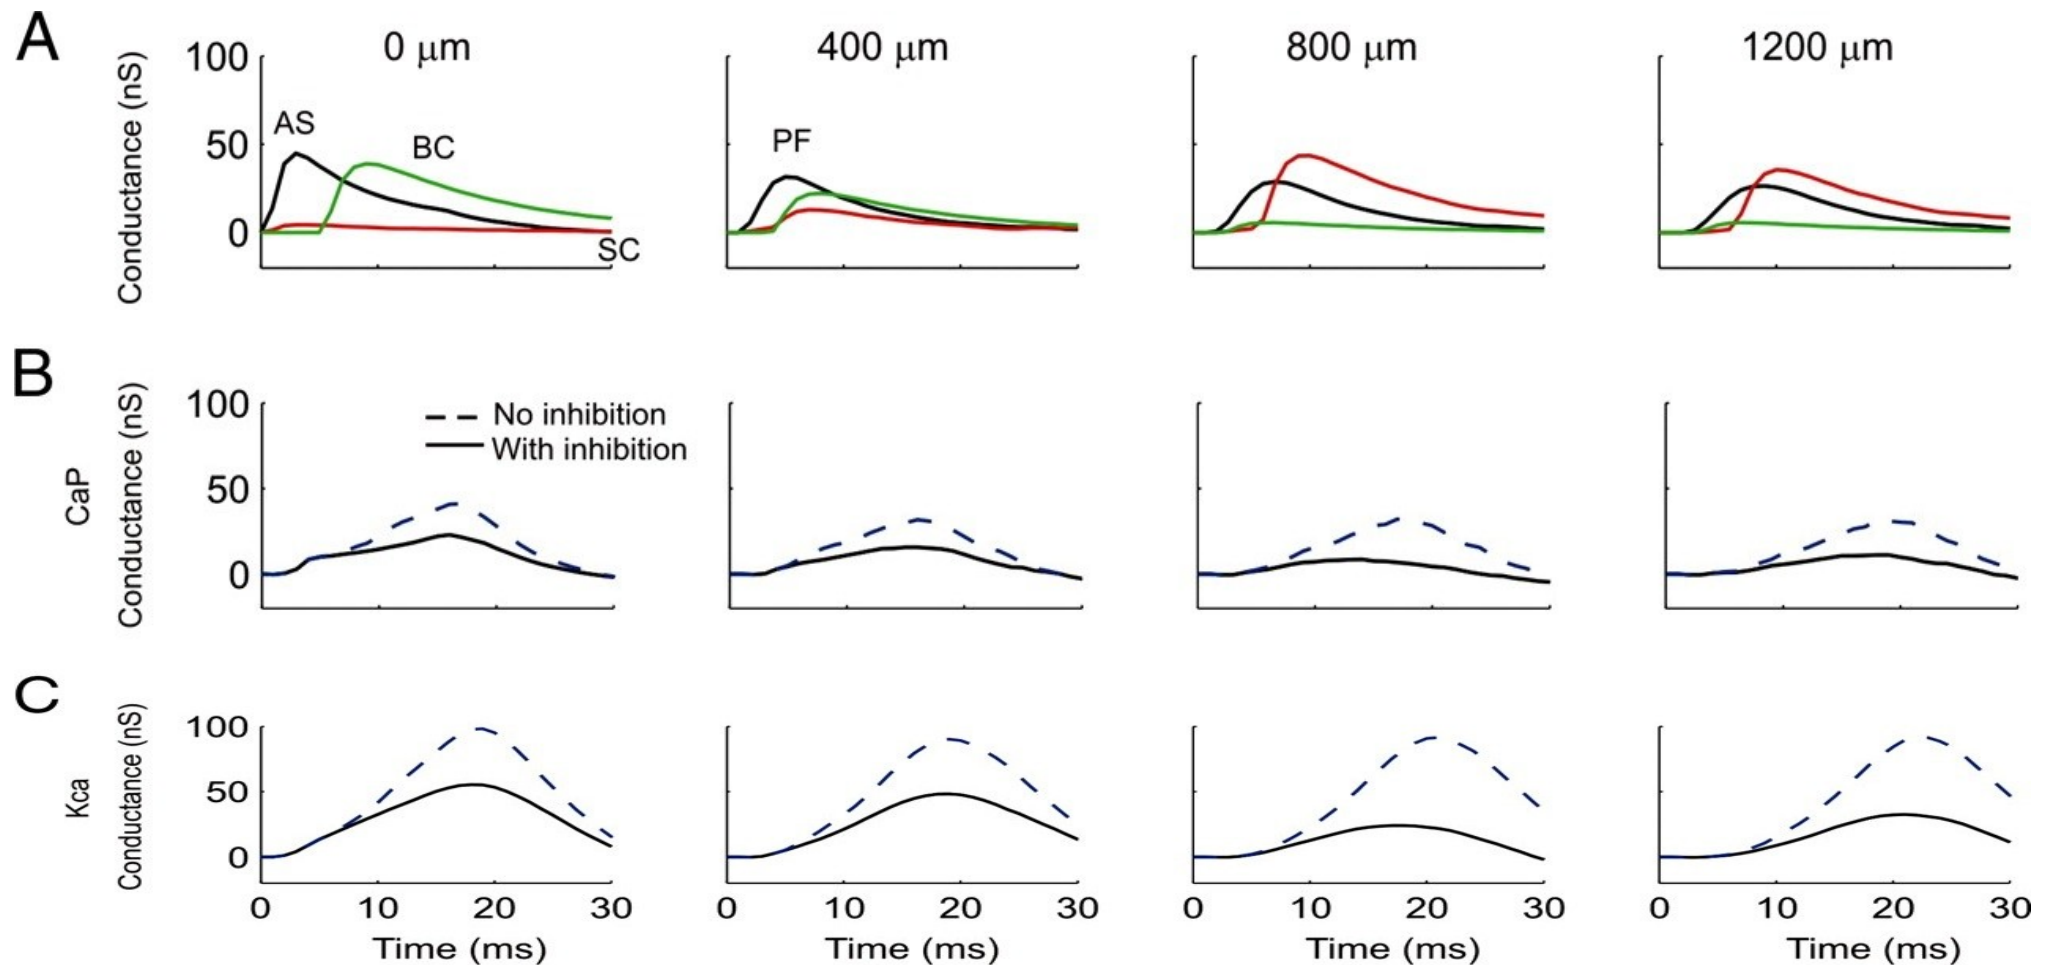 A
0 μm
400 μm
800 μm
1200 μm
Conductance (nS)
100
50
0
AS
BC
SC
PF
B
CaP
Conductance (nS)
100
50
0
No inhibition
With inhibition
C
Kca
Conductance (nS)
100
50
0
0 10 20 30
0 10 20 30
0 10 20 30
0 10 20 30
Time (ms)
Time (ms)
Time (ms)
Time (ms)